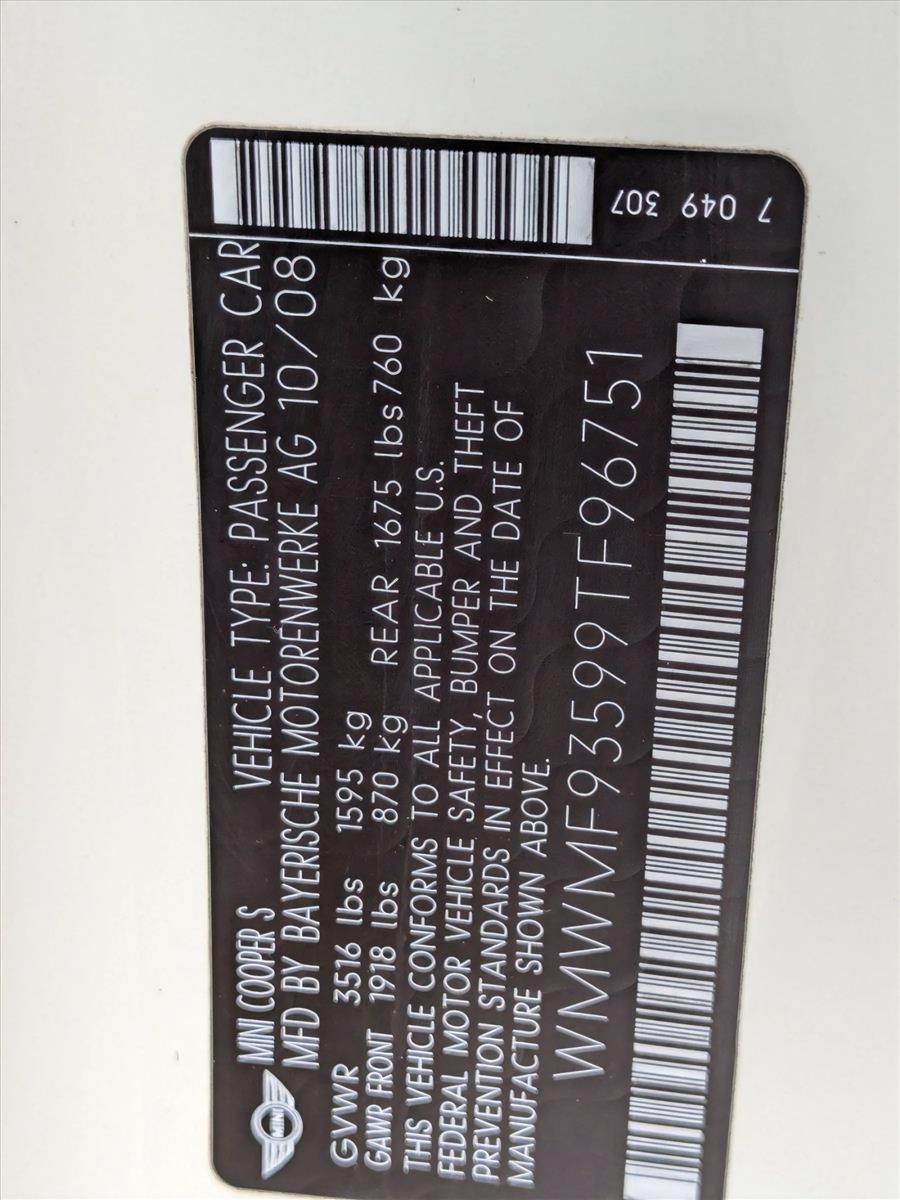 MINI
MINI COOPER S VEHICLE TYPE: PASSENGER CAR
MFD BY BAYERISCHE MOTORENWERKE AG 10/08
GVWR 3516 lbs 1595 kg
GAWR FRONT 1918 lbs 870 kg REAR 1675 lbs 760 kg
THIS VEHICLE CONFORMS TO ALL APPLICABLE U.S.
FEDERAL MOTOR VEHICLE SAFETY, BUMPER AND THEFT
PREVENTION STANDARDS IN EFFECT ON THE DATE OF
MANUFACTURE SHOWN ABOVE.
WMWMF93599TF96751
7 049 307